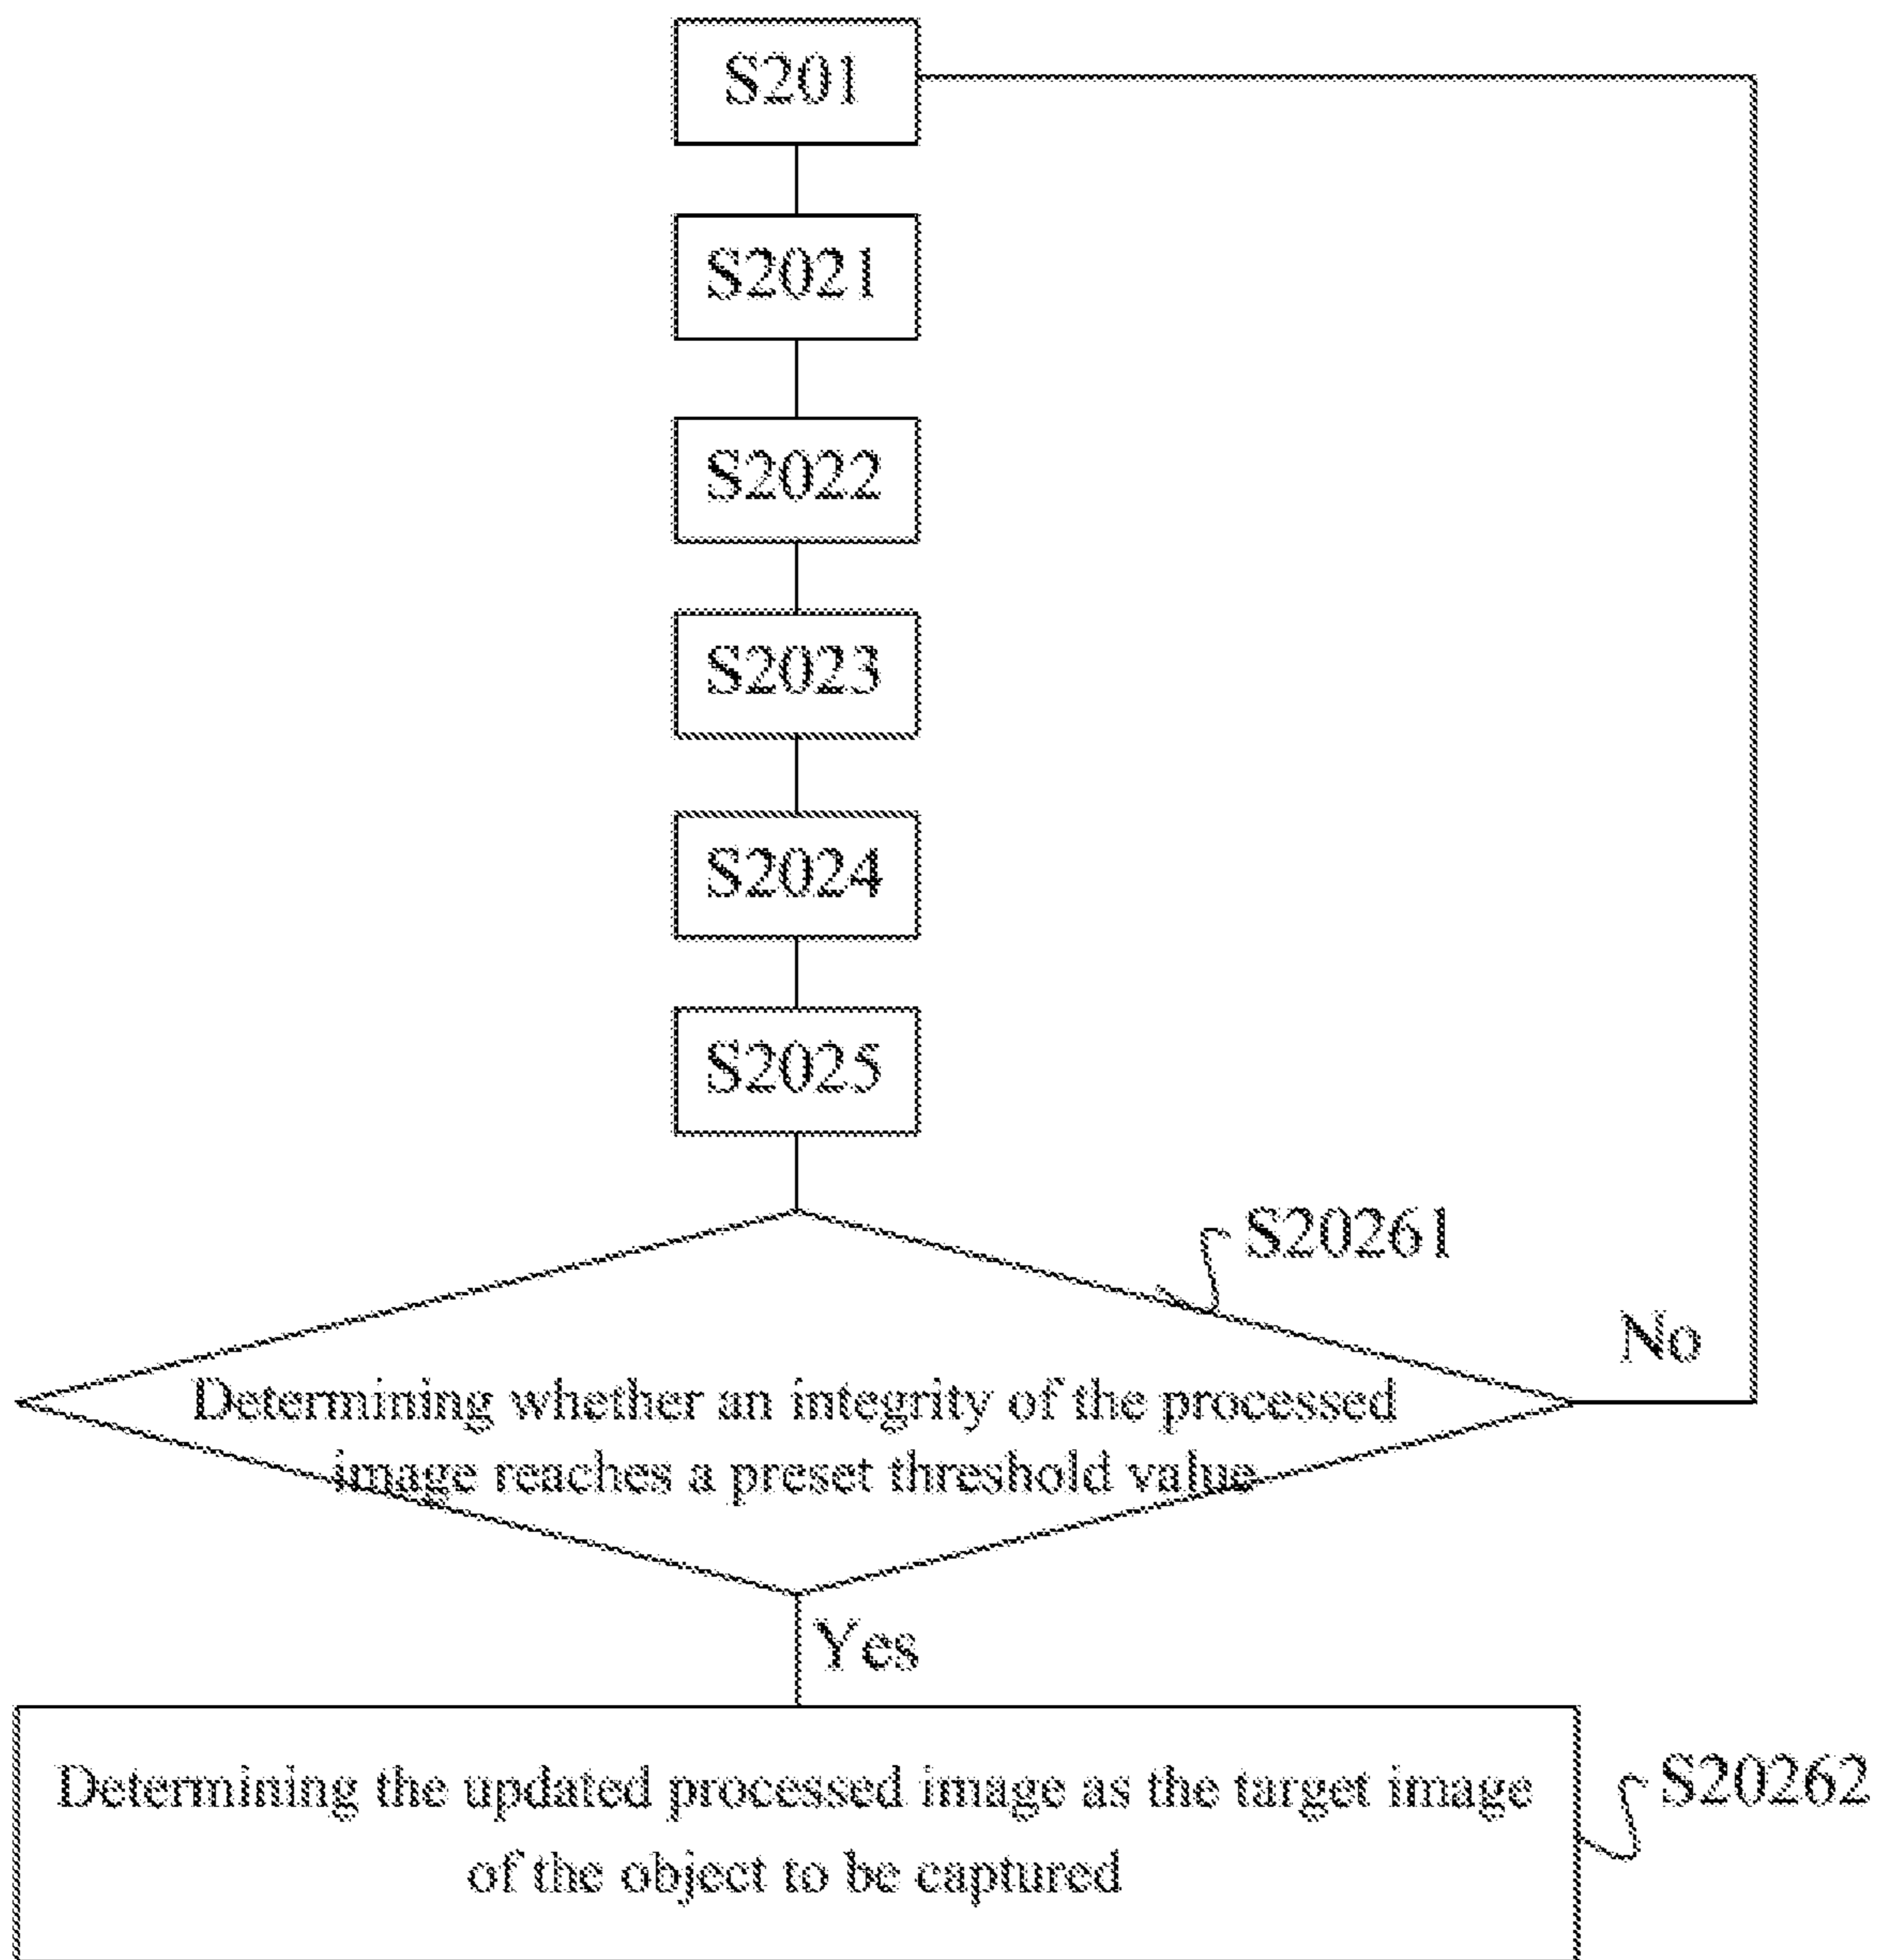 S201
S2021
S2022
S2023
S2024
S2025
S20261
No
Determining whether an integrity of the processed
image reaches a preset threshold value
Yes
Determining the updated processed image as the target image
of the object to be captured
S20262